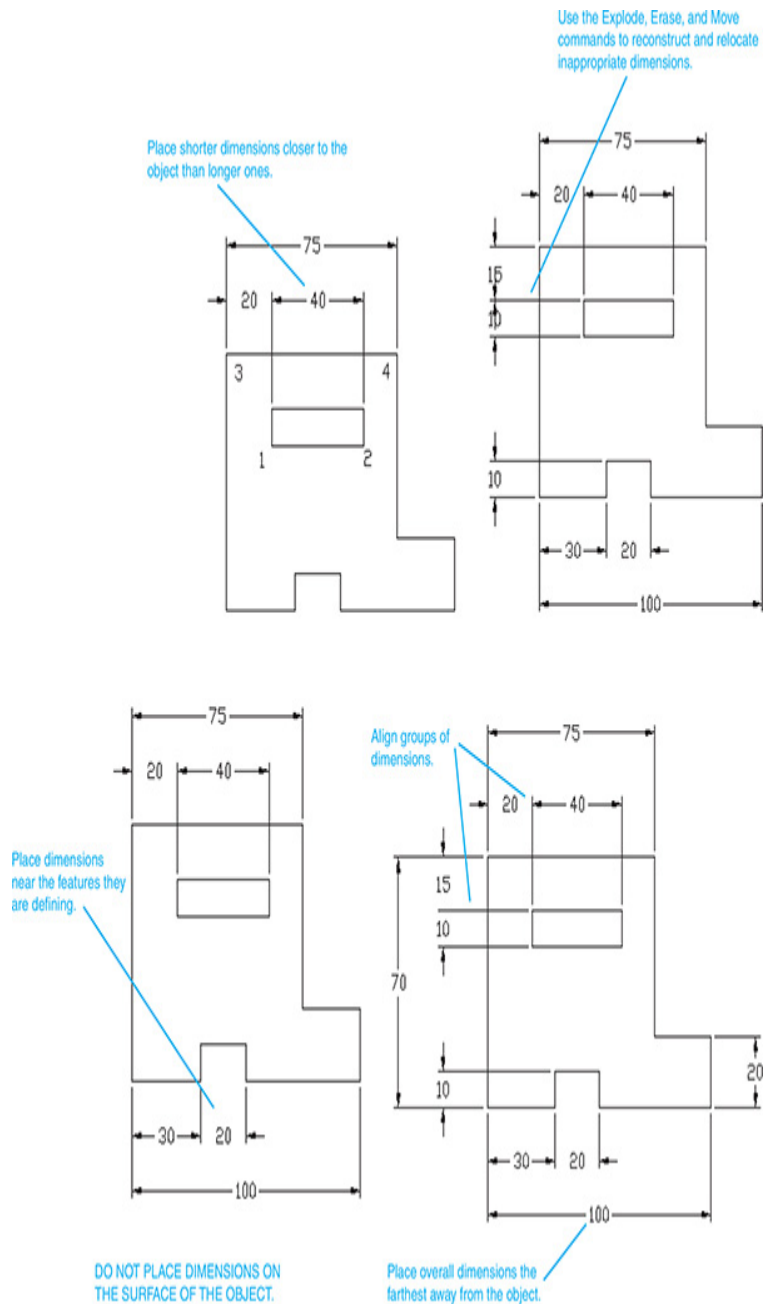 Use the Explode, Erase, and Move
commands to reconstruct and relocate
inappropriate dimensions.
Place shorter dimensions closer to the
object than longer ones.
75
20
40
3
4
1
2
75
20
40
15
10
10
30
20
100
75
20
40
Place dimensions
near the features they
are defining.
30
20
100
DO NOT PLACE DIMENSIONS ON
THE SURFACE OF THE OBJECT.
Align groups of
dimensions.
75
20
40
15
10
70
10
20
30
20
100
Place overall dimensions the
farthest away from the object.